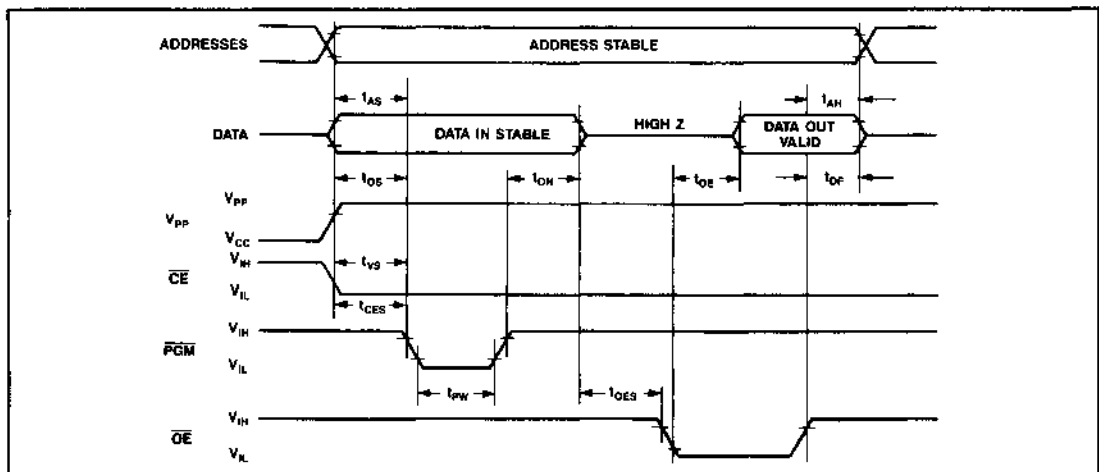 ADDRESSES
ADDRESS STABLE
tAS
tAH
DATA
DATA IN STABLE
HIGH Z
DATA OUT
VALID
tDS
tDH
tOE
tDF
VPP
VPP
VCC
tVS
CE
VIH
VIL
tCES
PGM
VIH
VIL
tPW
tOES
OE
VIH
VIL